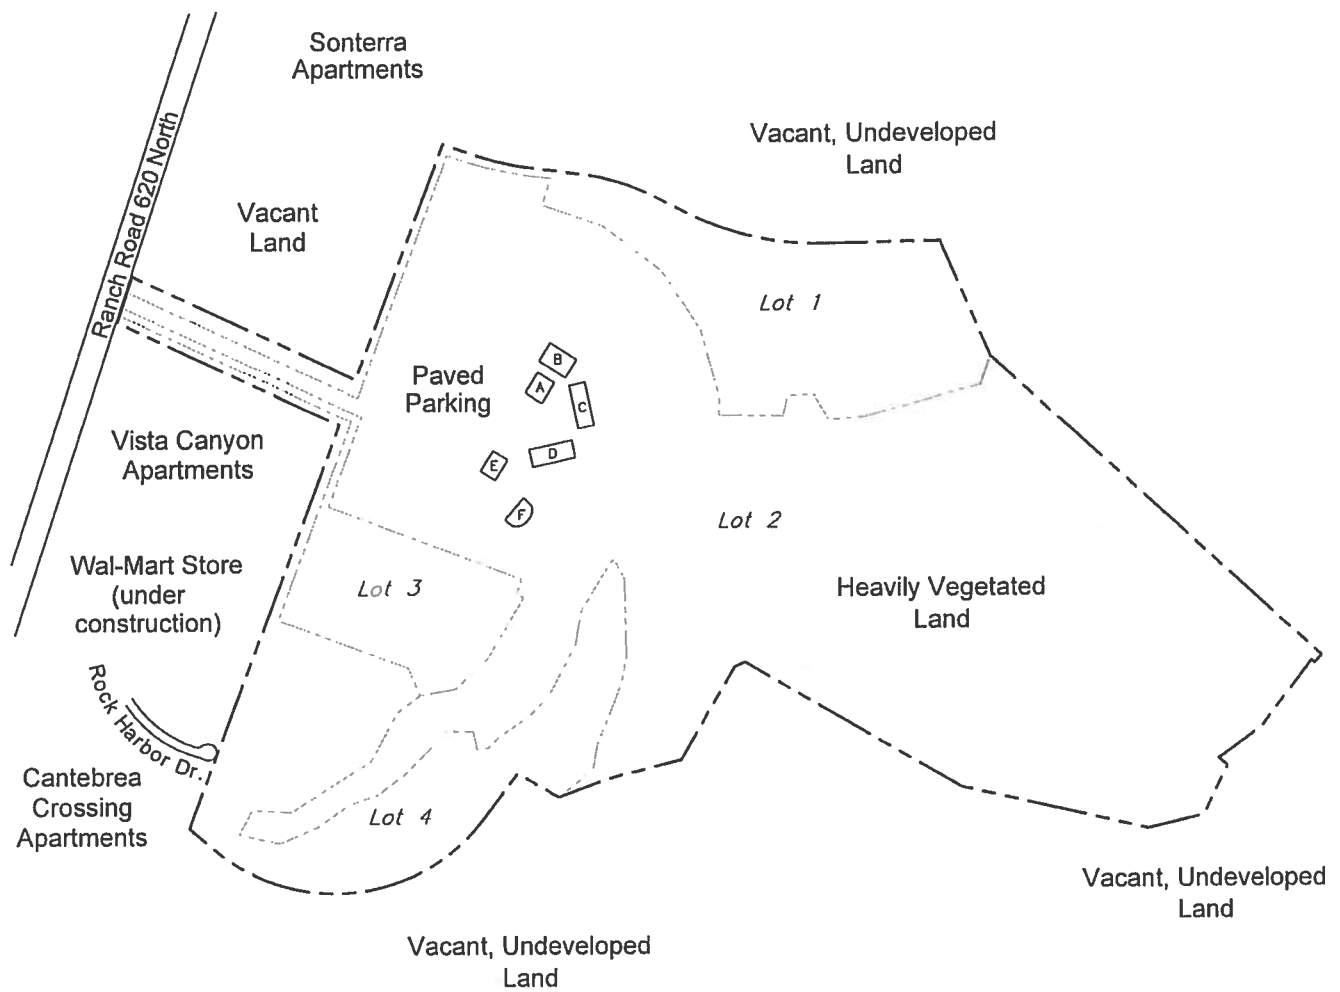 Sonterra
Apartments
Vacant, Undeveloped
Land
Ranch Road 620 North
Vacant
Land
Lot 1
B
A
C
Paved
Parking
D
E
F
Vista Canyon
Apartments
Lot 2
Wal-Mart Store
(under
construction)
Lot 3
Heavily Vegetated
Land
Rock Harbor Dr.
Cantebrea
Crossing
Apartments
Lot 4
Vacant, Undeveloped
Land
Vacant, Undeveloped
Land